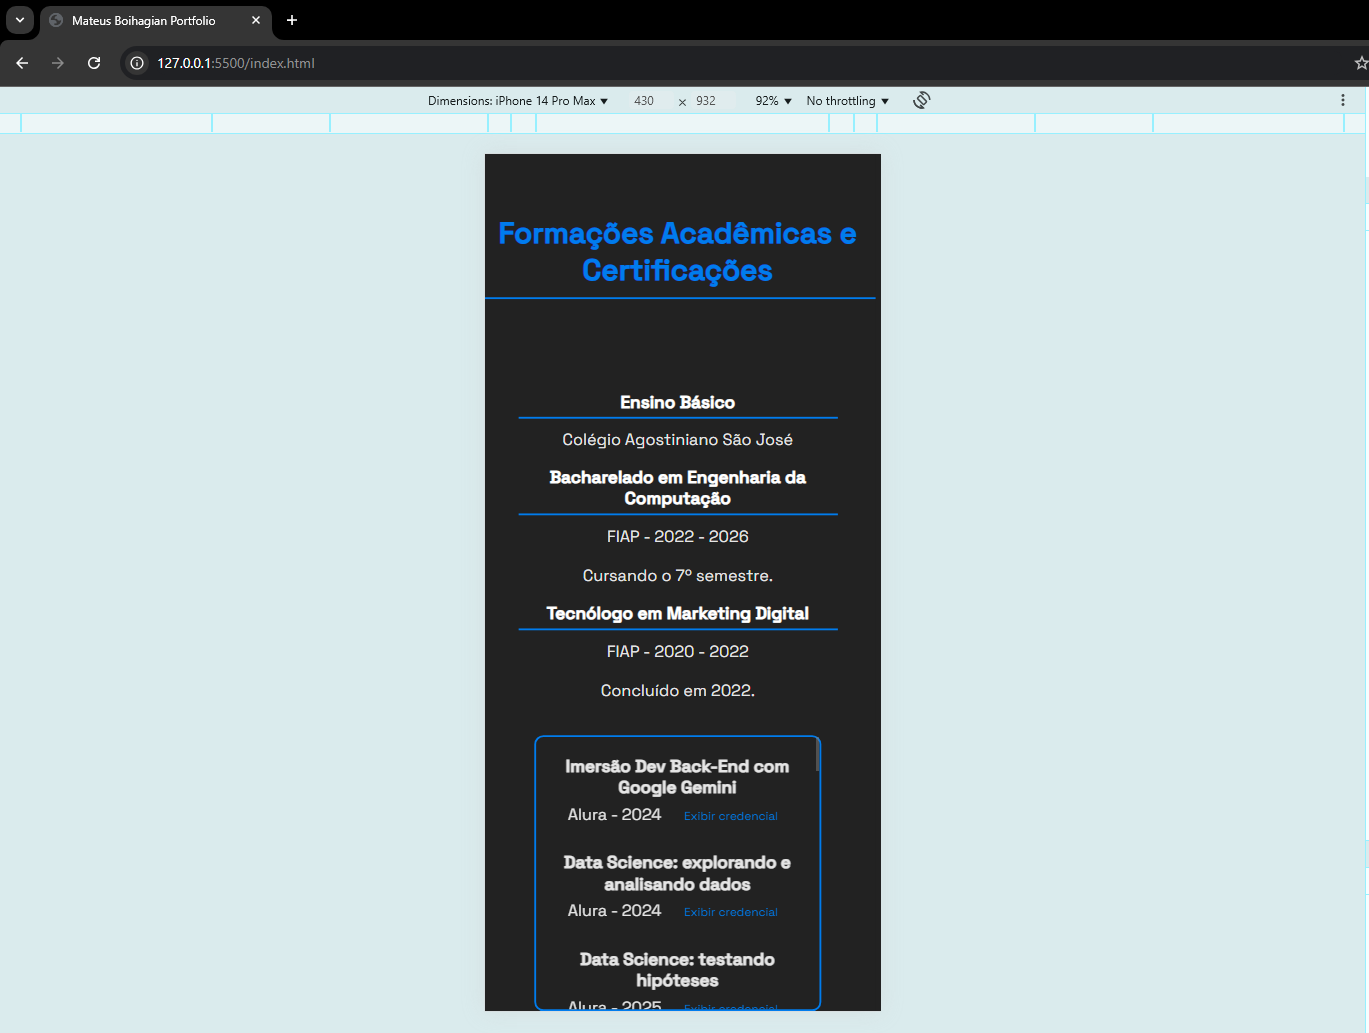 Mateus Boihagian Portfolio
127.0.0.1:5500/index.html
Dimensions: iPhone 14 Pro Max ▼ 430 × 932 92% ▼ No throttling ▼
Formações Acadêmicas e
Certificações
Ensino Básico
Colégio Agostiniano São José
Bacharelado em Engenharia da
Computação
FIAP - 2022 - 2026
Cursando o 7º semestre.
Tecnólogo em Marketing Digital
FIAP - 2020 - 2022
Concluído em 2022.
Imersão Dev Back-End com
Google Gemini
Alura - 2024 Exibir credencial
Data Science: explorando e
analisando dados
Alura - 2024 Exibir credencial
Data Science: testando
hipóteses
Alura - 2025 Exibir credencial